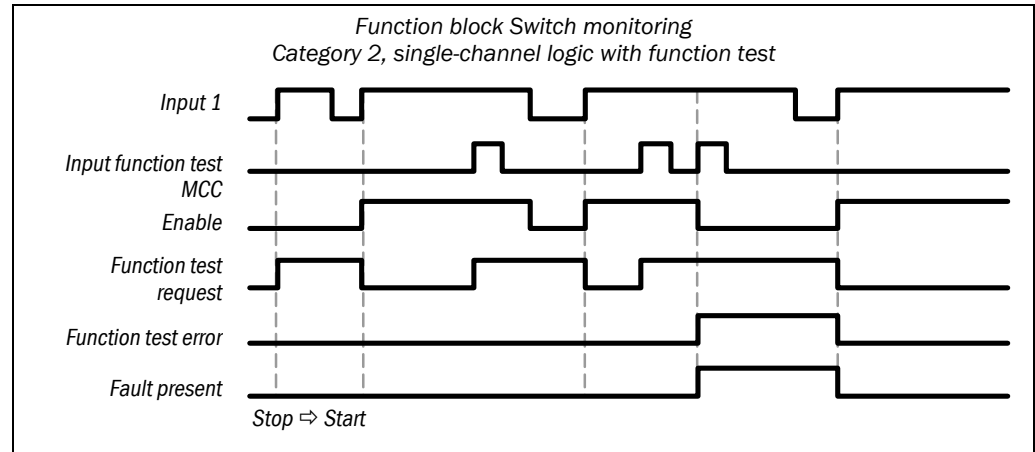 Function block Switch monitoring
Category 2, single-channel logic with function test
Input 1
Input function test
MCC
Enable
Function test
request
Function test error
Fault present
Stop ⇨ Start